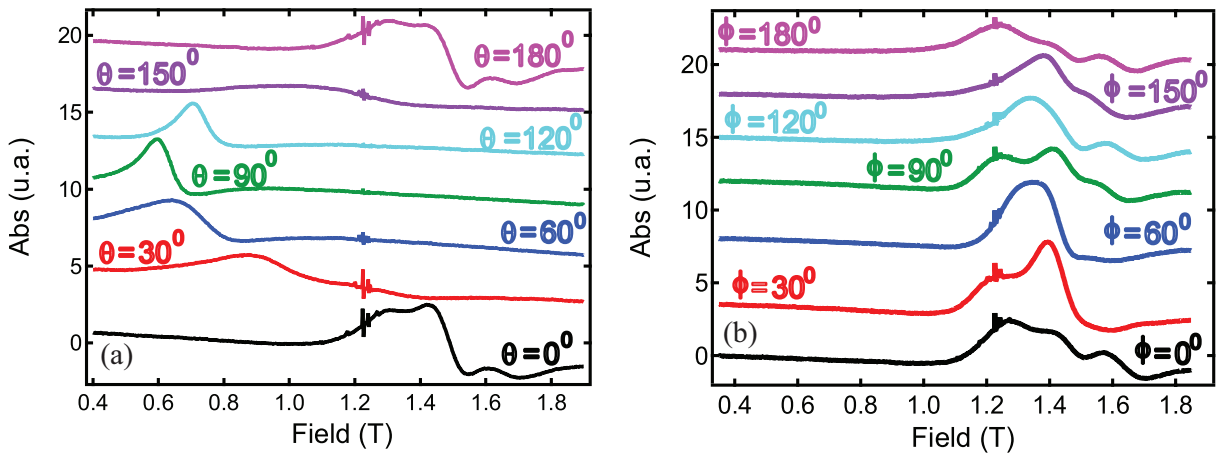 20
θ=180⁰
θ=150⁰
15
θ=120⁰
10
θ=90⁰
θ=60⁰
5
θ=30⁰
0
(a)
θ=0⁰
0.4 0.6 0.8 1.0 1.2 1.4 1.6 1.8
Field (T)
Abs (u.a.)
ϕ=180⁰
20
ϕ=150⁰
15
ϕ=120⁰
ϕ=90⁰
10
ϕ=60⁰
5
ϕ=30⁰
0
(b)
ϕ=0⁰
0.4 0.6 0.8 1.0 1.2 1.4 1.6 1.8
Field (T)
Abs (u.a.)